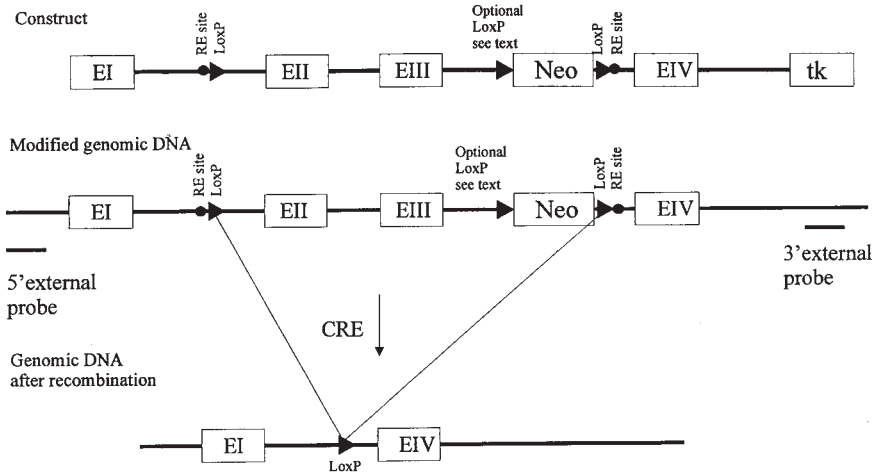 Construct
RE site
LoxP
Optional
LoxP
see text
LoxP
RE site
EI
EII
EIII
Neo
EIV
tk
Modified genomic DNA
RE site
LoxP
Optional
LoxP
see text
LoxP
RE site
EI
EII
EIII
Neo
EIV
5’external
probe
3’external
probe
CRE
Genomic DNA
after recombination
EI
EIV
LoxP